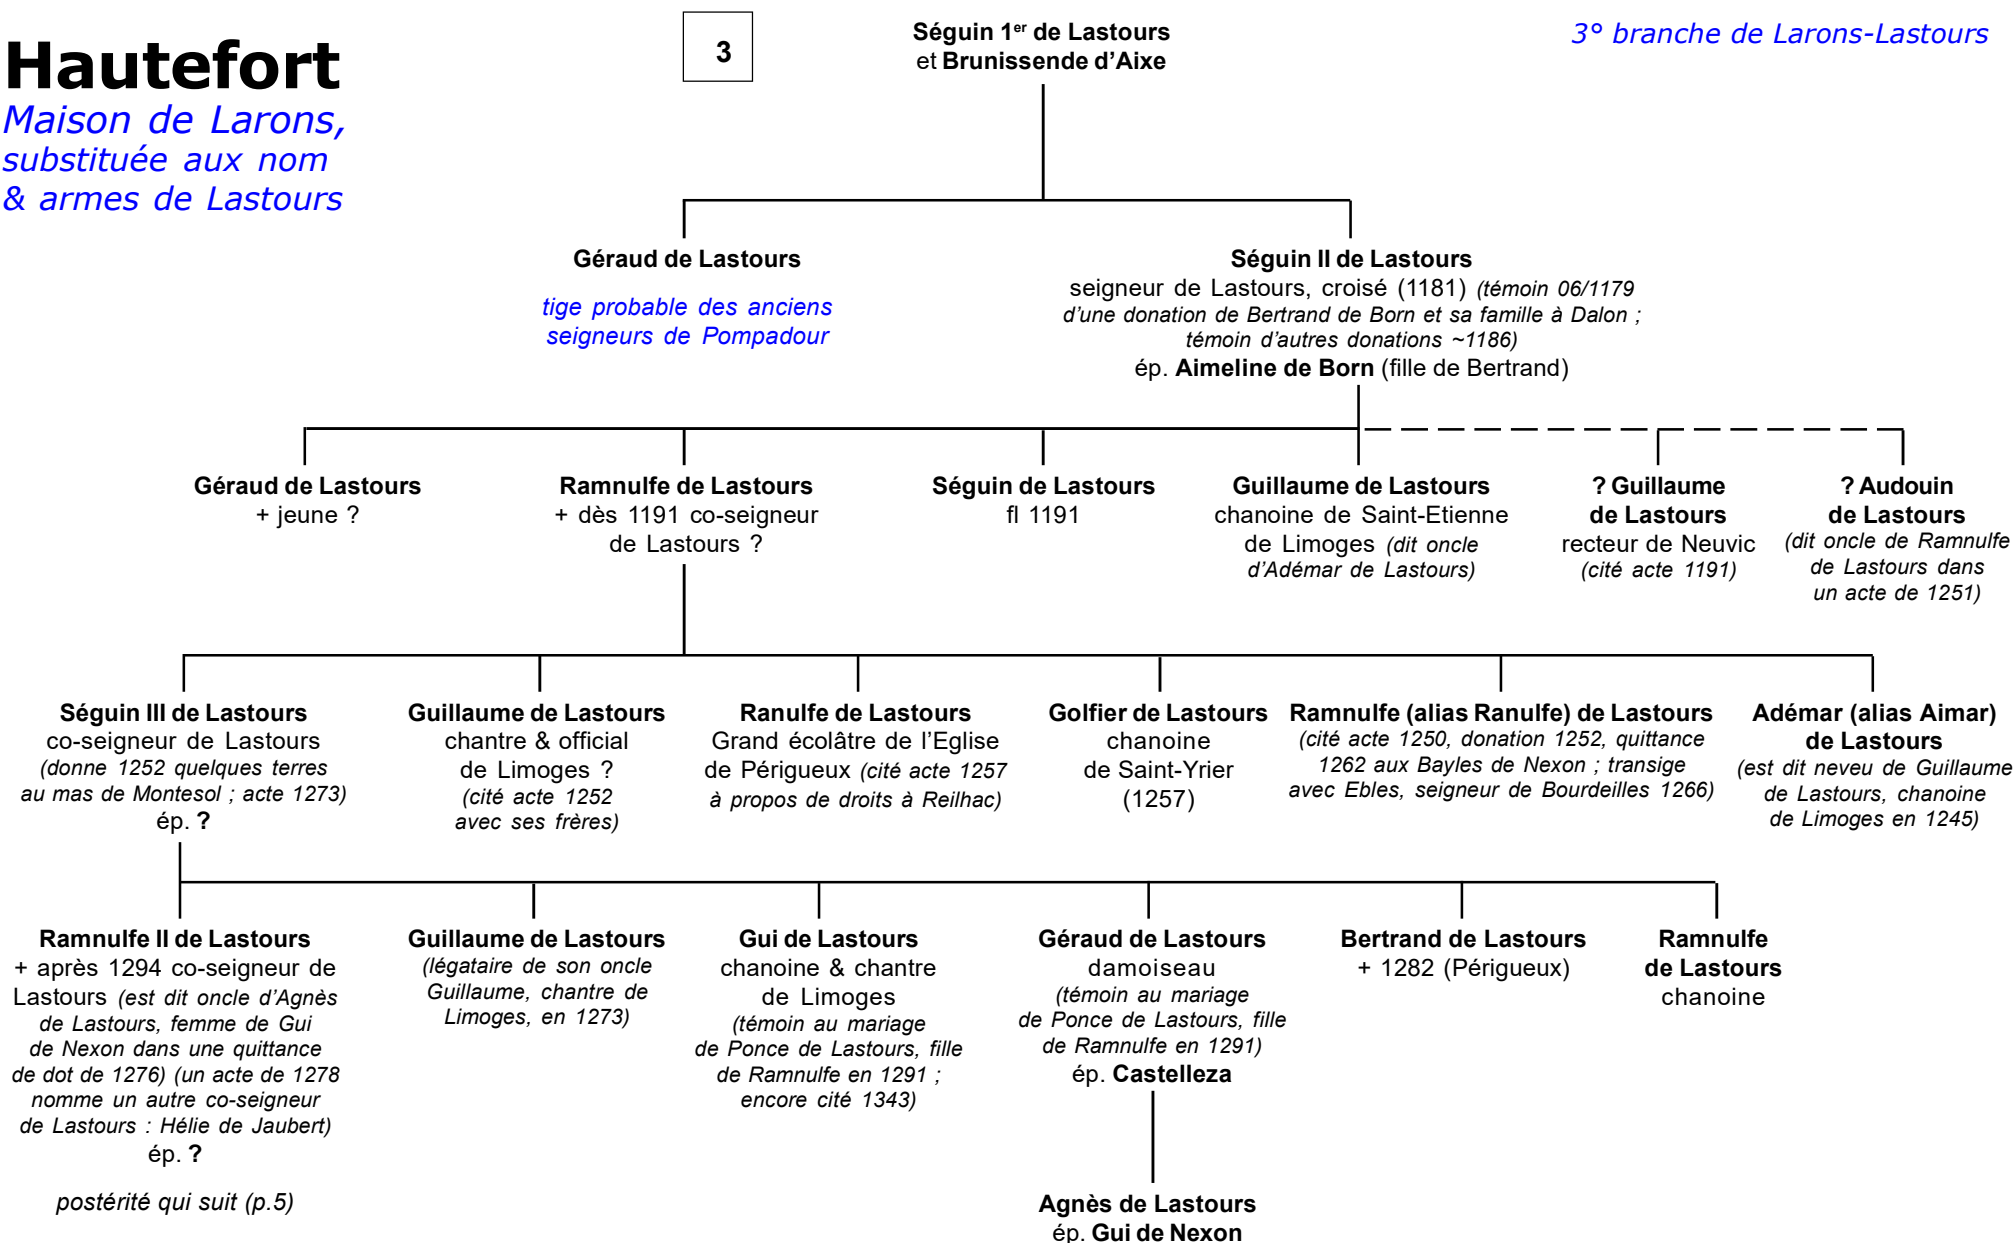 Hautefort
Maison de Larons,
substituée aux nom
& armes de Lastours
3
Séguin 1er de Lastours
et Brunissende d’Aixe
3° branche de Larons-Lastours
Géraud de Lastours
tige probable des anciens
seigneurs de Pompadour
Séguin II de Lastours
seigneur de Lastours, croisé (1181) (témoin 06/1179
d’une donation de Bertrand de Born et sa famille à Dalon ;
témoin d’autres donations ~1186)
ép. Aimeline de Born (fille de Bertrand)
Géraud de Lastours
+ jeune ?
Ramnulfe de Lastours
+ dès 1191 co-seigneur
de Lastours ?
Séguin de Lastours
fl 1191
Guillaume de Lastours
chanoine de Saint-Etienne
de Limoges (dit oncle
d’Adémar de Lastours)
? Guillaume
de Lastours
recteur de Neuvic
(cité acte 1191)
? Audouin
de Lastours
(dit oncle de Ramnulfe
de Lastours dans
un acte de 1251)
Séguin III de Lastours
co-seigneur de Lastours
(donne 1252 quelques terres
au mas de Montesol ; acte 1273)
ép. ?
Guillaume de Lastours
chantre & official
de Limoges ?
(cité acte 1252
avec ses frères)
Ranulfe de Lastours
Grand écolâtre de l’Eglise
de Périgueux (cité acte 1257
à propos de droits à Reilhac)
Golfier de Lastours
chanoine
de Saint-Yrier
(1257)
Ramnulfe (alias Ranulfe) de Lastours
(cité acte 1250, donation 1252, quittance
1262 aux Bayles de Nexon ; transige
avec Ebles, seigneur de Bourdeilles 1266)
Adémar (alias Aimar)
de Lastours
(est dit neveu de Guillaume
de Lastours, chanoine
de Limoges en 1245)
Ramnulfe II de Lastours
+ après 1294 co-seigneur de
Lastours (est dit oncle d’Agnès
de Lastours, femme de Gui
de Nexon dans une quittance
de dot de 1276) (un acte de 1278
nomme un autre co-seigneur
de Lastours : Hélie de Jaubert)
ép. ?
postérité qui suit (p.5)
Guillaume de Lastours
(légataire de son oncle
Guillaume, chantre de
Limoges, en 1273)
Gui de Lastours
chanoine & chantre
de Limoges
(témoin au mariage
de Ponce de Lastours, fille
de Ramnulfe en 1291 ;
encore cité 1343)
Géraud de Lastours
damoiseau
(témoin au mariage
de Ponce de Lastours, fille
de Ramnulfe en 1291)
ép. Castelleza
Bertrand de Lastours
+ 1282 (Périgueux)
Ramnulfe
de Lastours
chanoine
Agnès de Lastours
ép. Gui de Nexon